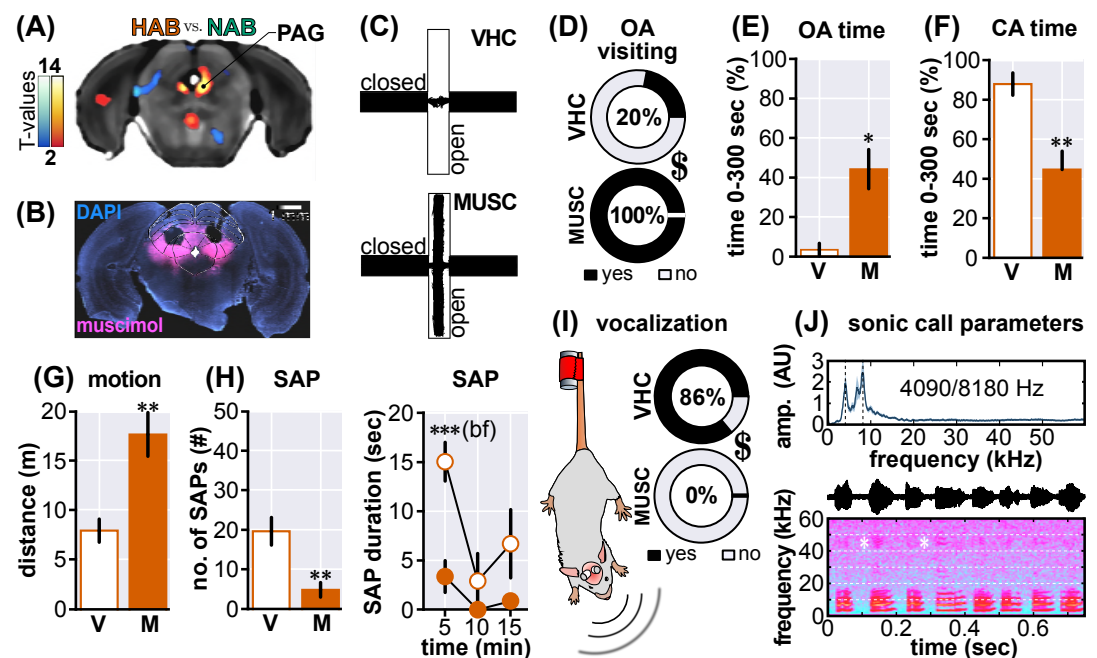 (A)
HAB vs. NAB
PAG
14
T-values
2
(B)
DAPI
muscimol
(C)
VHC
closed
open
MUSC
closed
open
(D)
OA
visiting
VHC
20%
$
MUSC
100%
yes
no
(E)
OA time
time 0-300 sec (%)
100
80
60
40
20
0
*
V
M
(F)
CA time
time 0-300 sec (%)
100
80
60
40
20
0
**
V
M
(G)
motion
distance (m)
20
15
10
5
0
**
V
M
(H)
SAP
no. of SAPs (#)
50
40
30
20
10
0
**
V
M
SAP
SAP duration (sec)
20
15
10
5
0
***(bf)
5
10
15
time (min)
(I)
vocalization
VHC
86%
$
MUSC
0%
yes
no
(J)
sonic call parameters
amp. (AU)
3
2
1
0
4090/8180 Hz
0
10
20
30
40
50
frequency (kHz)
frequency (kHz)
60
40
20
0
*
*
0
0.2
0.4
0.6
time (sec)